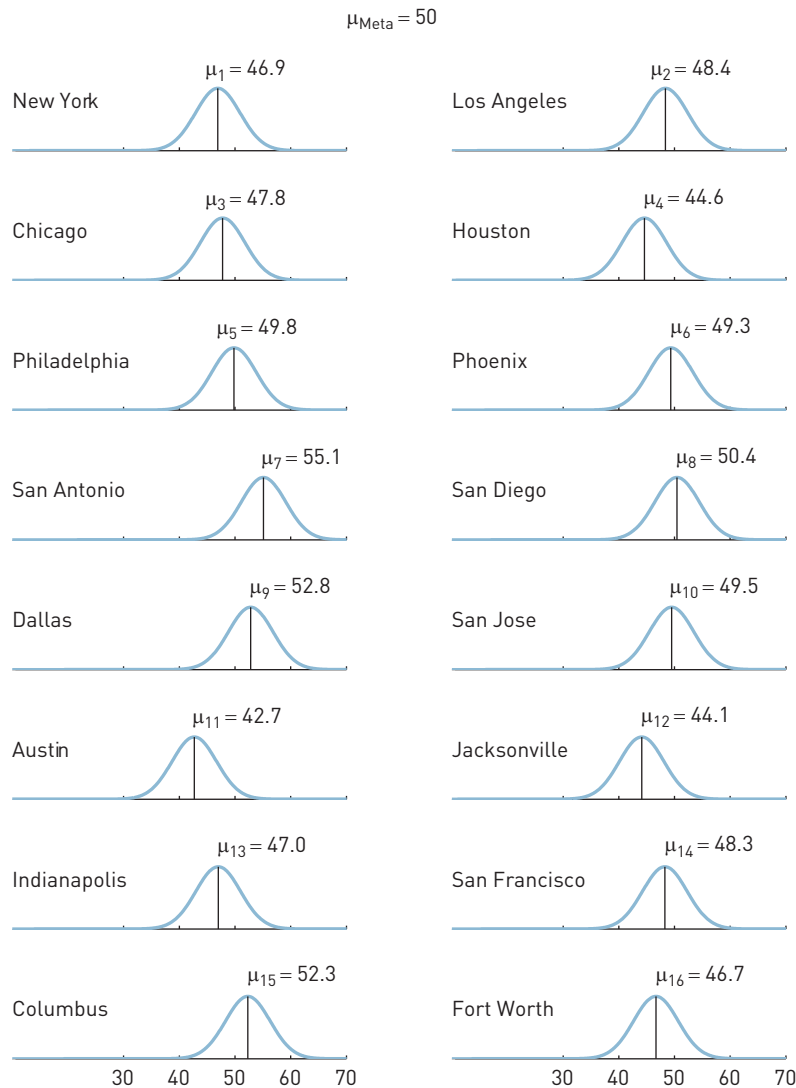 μMeta = 50
μ1 = 46.9
New York
μ2 = 48.4
Los Angeles
μ3 = 47.8
Chicago
μ4 = 44.6
Houston
μ5 = 49.8
Philadelphia
μ6 = 49.3
Phoenix
μ7 = 55.1
San Antonio
μ8 = 50.4
San Diego
μ9 = 52.8
Dallas
μ10 = 49.5
San Jose
μ11 = 42.7
Austin
μ12 = 44.1
Jacksonville
μ13 = 47.0
Indianapolis
μ14 = 48.3
San Francisco
μ15 = 52.3
Columbus
μ16 = 46.7
Fort Worth
30 40 50 60 70
30 40 50 60 70